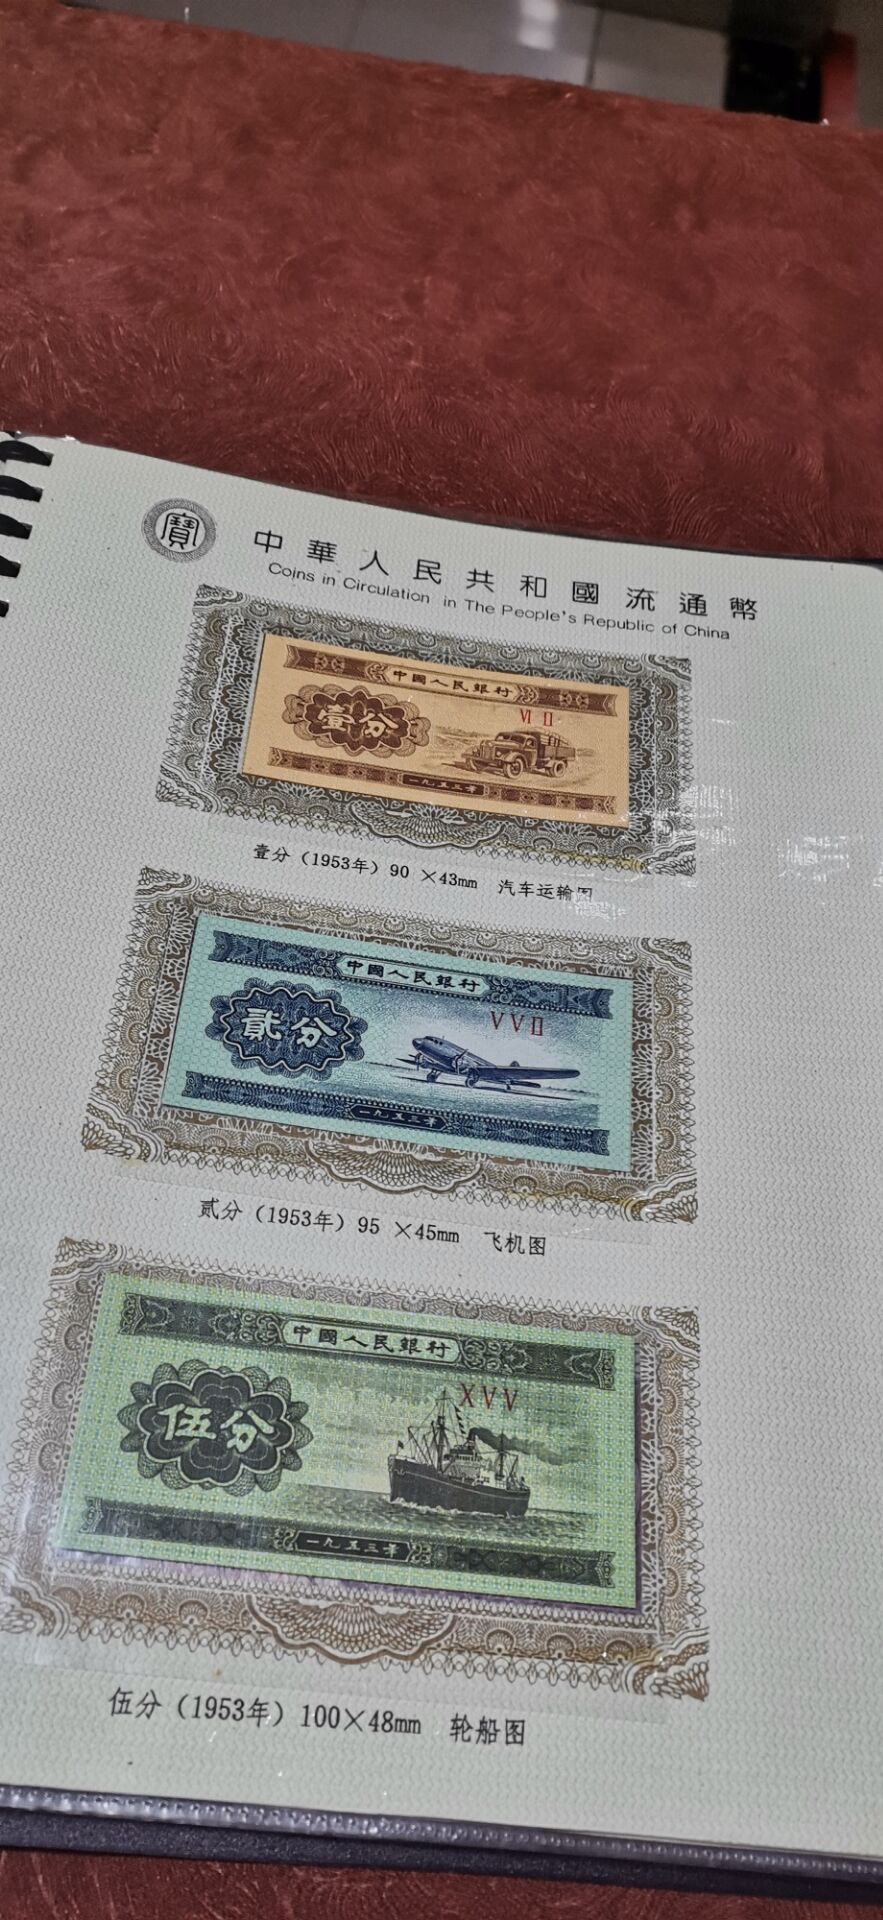 寶
中華人民共和國流通幣
Coins in Circulation in The People's Republic of China
中國人民銀行
壹分
VI II
一九五三年
壹分（1953年）90 ×43mm 汽车运输图
中國人民銀行
貳分
V V II
一九五三年
贰分（1953年）95 ×45mm 飞机图
中國人民銀行
伍分
X V V
一九五三年
伍分（1953年）100×48mm 轮船图